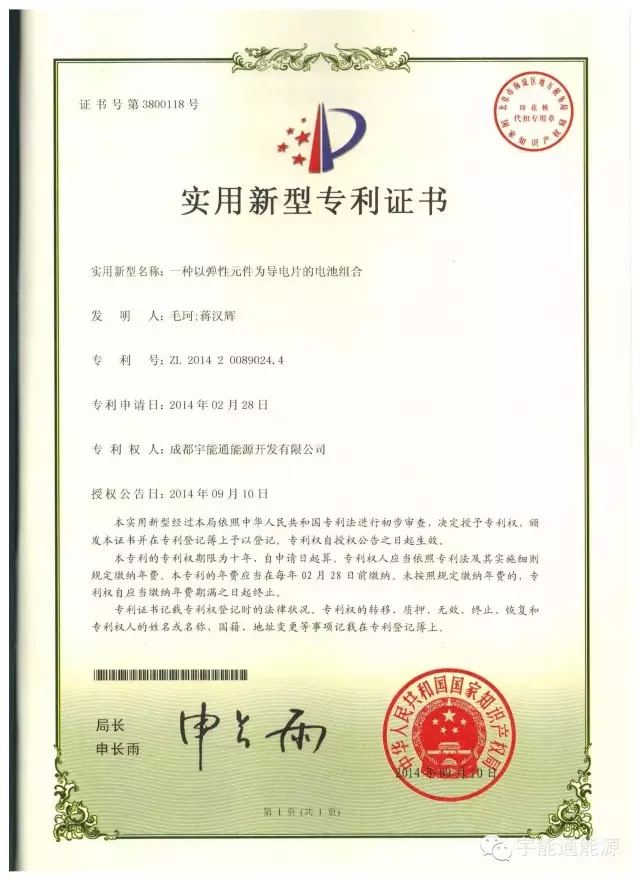 证书号第3800118号
北京市海淀区地方税务局
印花税
代扣专用章
国家知识产权局
实用新型专利证书
实用新型名称：一种以弹性元件为导电片的电池组合
发明人：毛珂;蒋汉辉
专利号：ZL 2014 2 0089024.4
专利申请日：2014年02月28日
专利权人：成都宇能通能源开发有限公司
授权公告日：2014年09月10日
本实用新型经过本局依照中华人民共和国专利法进行初步审查，决定授予专利权，颁
发本证书并在专利登记簿上予以登记。专利权自授权公告之日起生效。
本专利的专利权期限为十年，自申请日起算。专利权人应当依照专利法及其实施细则
规定缴纳年费。本专利的年费应当在每年02月28日前缴纳。未按照规定缴纳年费的，专
利权自应当缴纳年费期满之日起终止。
专利证书记载专利权登记时的法律状况。专利权的转移、质押、无效、终止、恢复和
专利权人的姓名或名称、国籍、地址变更等事项记载在专利登记簿上。
局长
申长雨
申长雨
中华人民共和国国家知识产权局
2014年09月10日
第1页(共1页)
宇能通能源